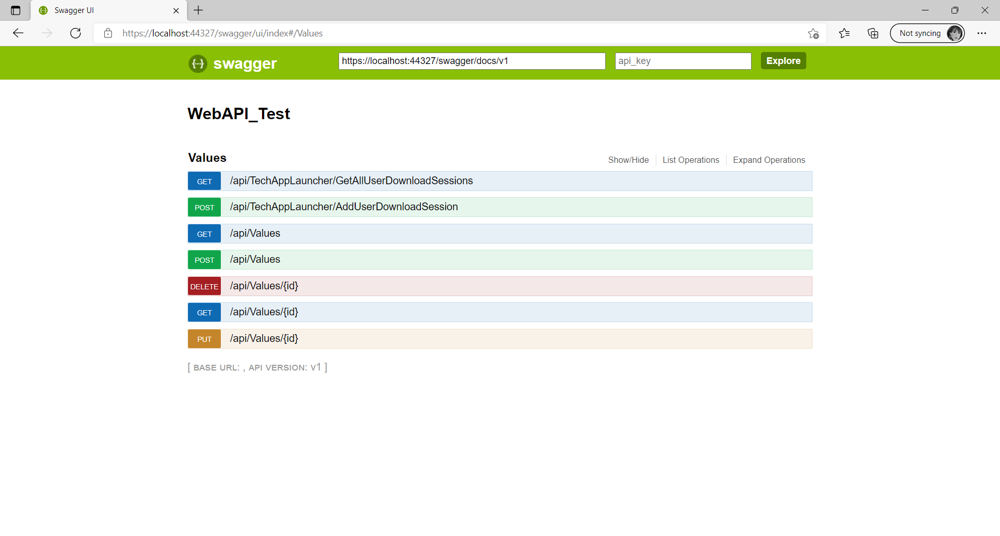 Swagger UI
https://localhost:44327/swagger/ui/index#/Values
Not syncing
{···} swagger
https://localhost:44327/swagger/docs/v1
api_key
Explore
WebAPI_Test
Values
Show/Hide
List Operations
Expand Operations
GET /api/TechAppLauncher/GetAllUserDownloadSessions
POST /api/TechAppLauncher/AddUserDownloadSession
GET /api/Values
POST /api/Values
DELETE /api/Values/{id}
GET /api/Values/{id}
PUT /api/Values/{id}
[ BASE URL: , API VERSION: V1 ]